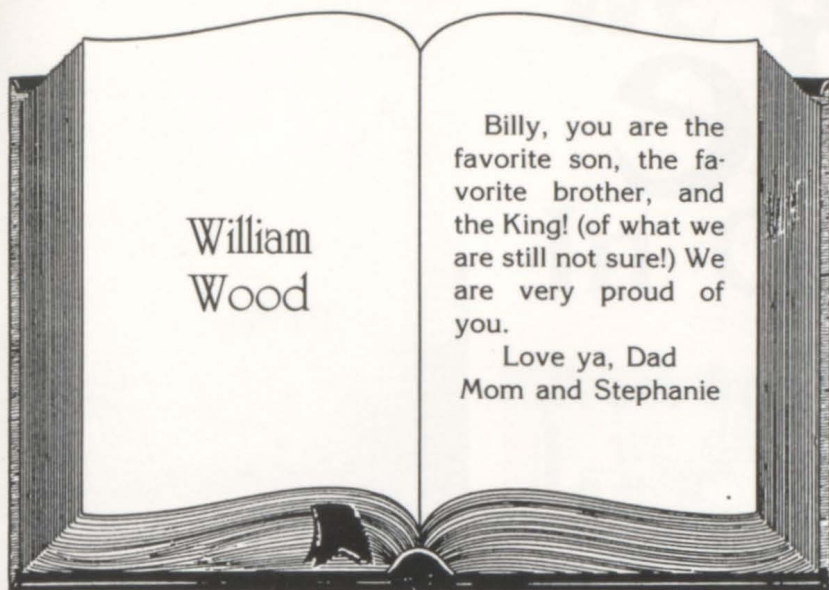 William
Wood
Billy, you are the
favorite son, the fa-
vorite brother, and
the King! (of what we
are still not sure!) We
are very proud of
you.
Love ya, Dad
Mom and Stephanie